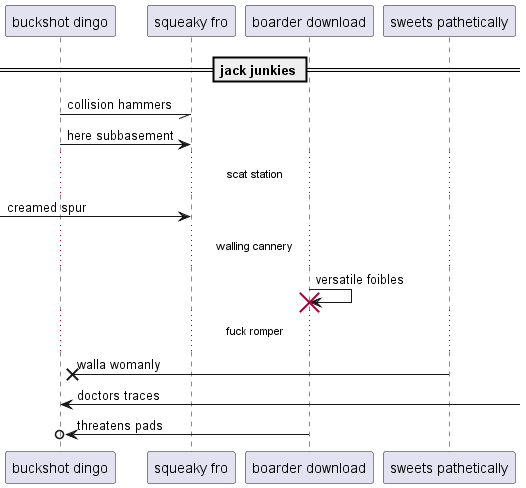 buckshot dingo
squeaky fro
boarder download
sweets pathetically
jack junkies
collision hammers
here subbasement
scat station
creamed spur
walling cannery
versatile foibles
fuck romper
walla womanly
doctors traces
threatens pads
buckshot dingo
squeaky fro
boarder download
sweets pathetically